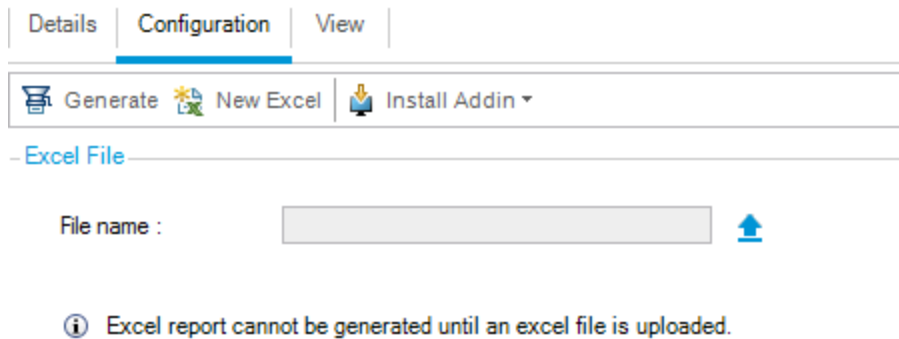 Details Configuration View
Generate New Excel Install Addin
Excel File
File name :
Excel report cannot be generated until an excel file is uploaded.